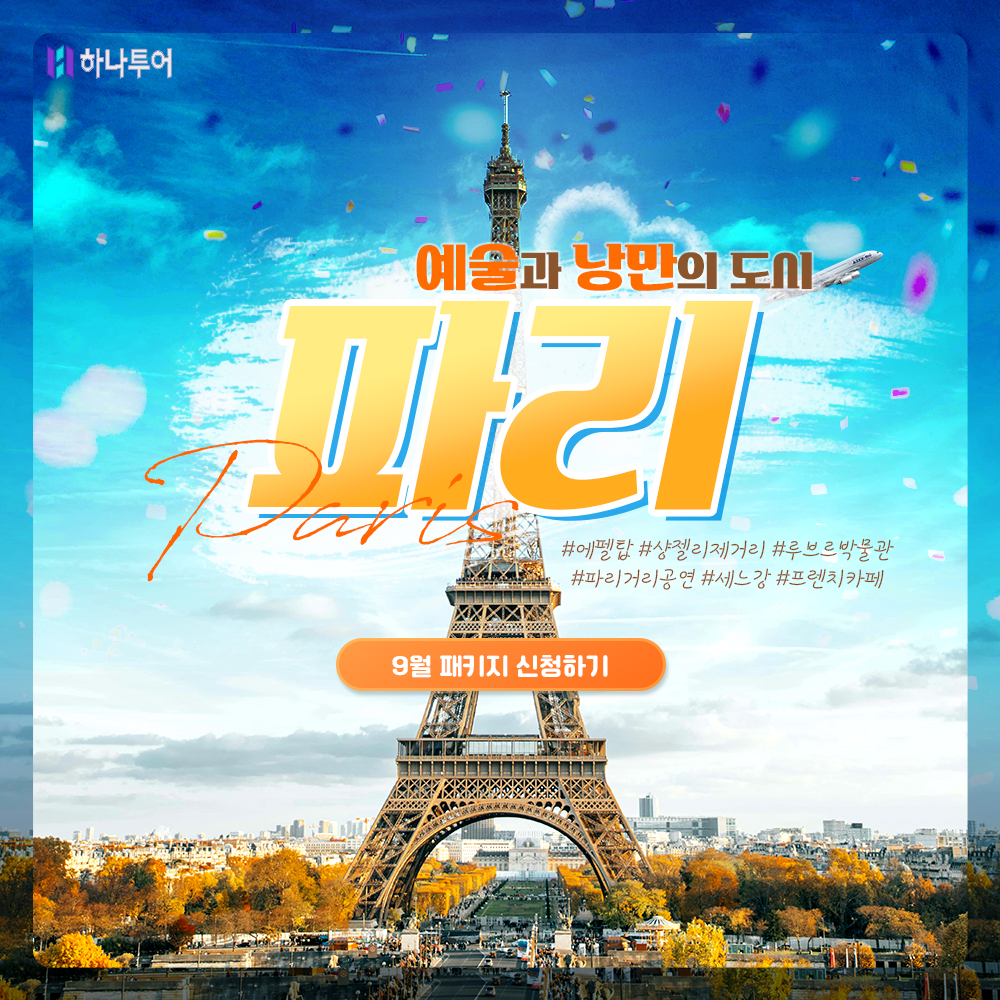 하나투어
예술과 낭만의 도시
파리
Paris
#에펠탑 #샹젤리제거리 #루브르박물관
#파리거리공연 #세느강 #프렌치카페
9월 패키지 신청하기